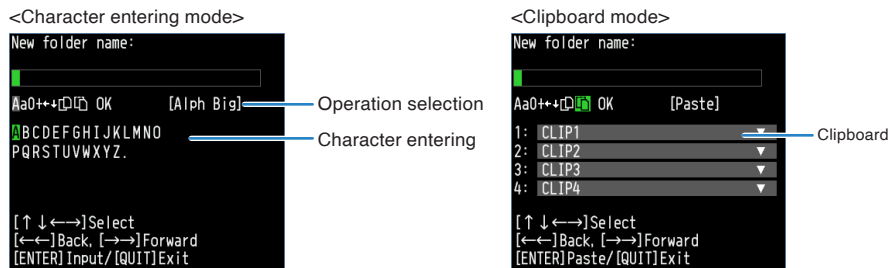 <Character entering mode>
New folder name:
AaO+←↓ OK [Alph Big]
ABCDEFGHIJKLMNO
PQRSTUVWXYZ.
[↑↓←→]Select
[←←]Back, [→→]Forward
[ENTER]Input/[QUIT]Exit
Operation selection
Character entering
<Clipboard mode>
New folder name:
AaO+←↓ OK [Paste]
1: CLIP1 ▼
2: CLIP2 ▼
3: CLIP3 ▼
4: CLIP4 ▼
[↑↓←→]Select
[←←]Back, [→→]Forward
[ENTER]Paste/[QUIT]Exit
Clipboard